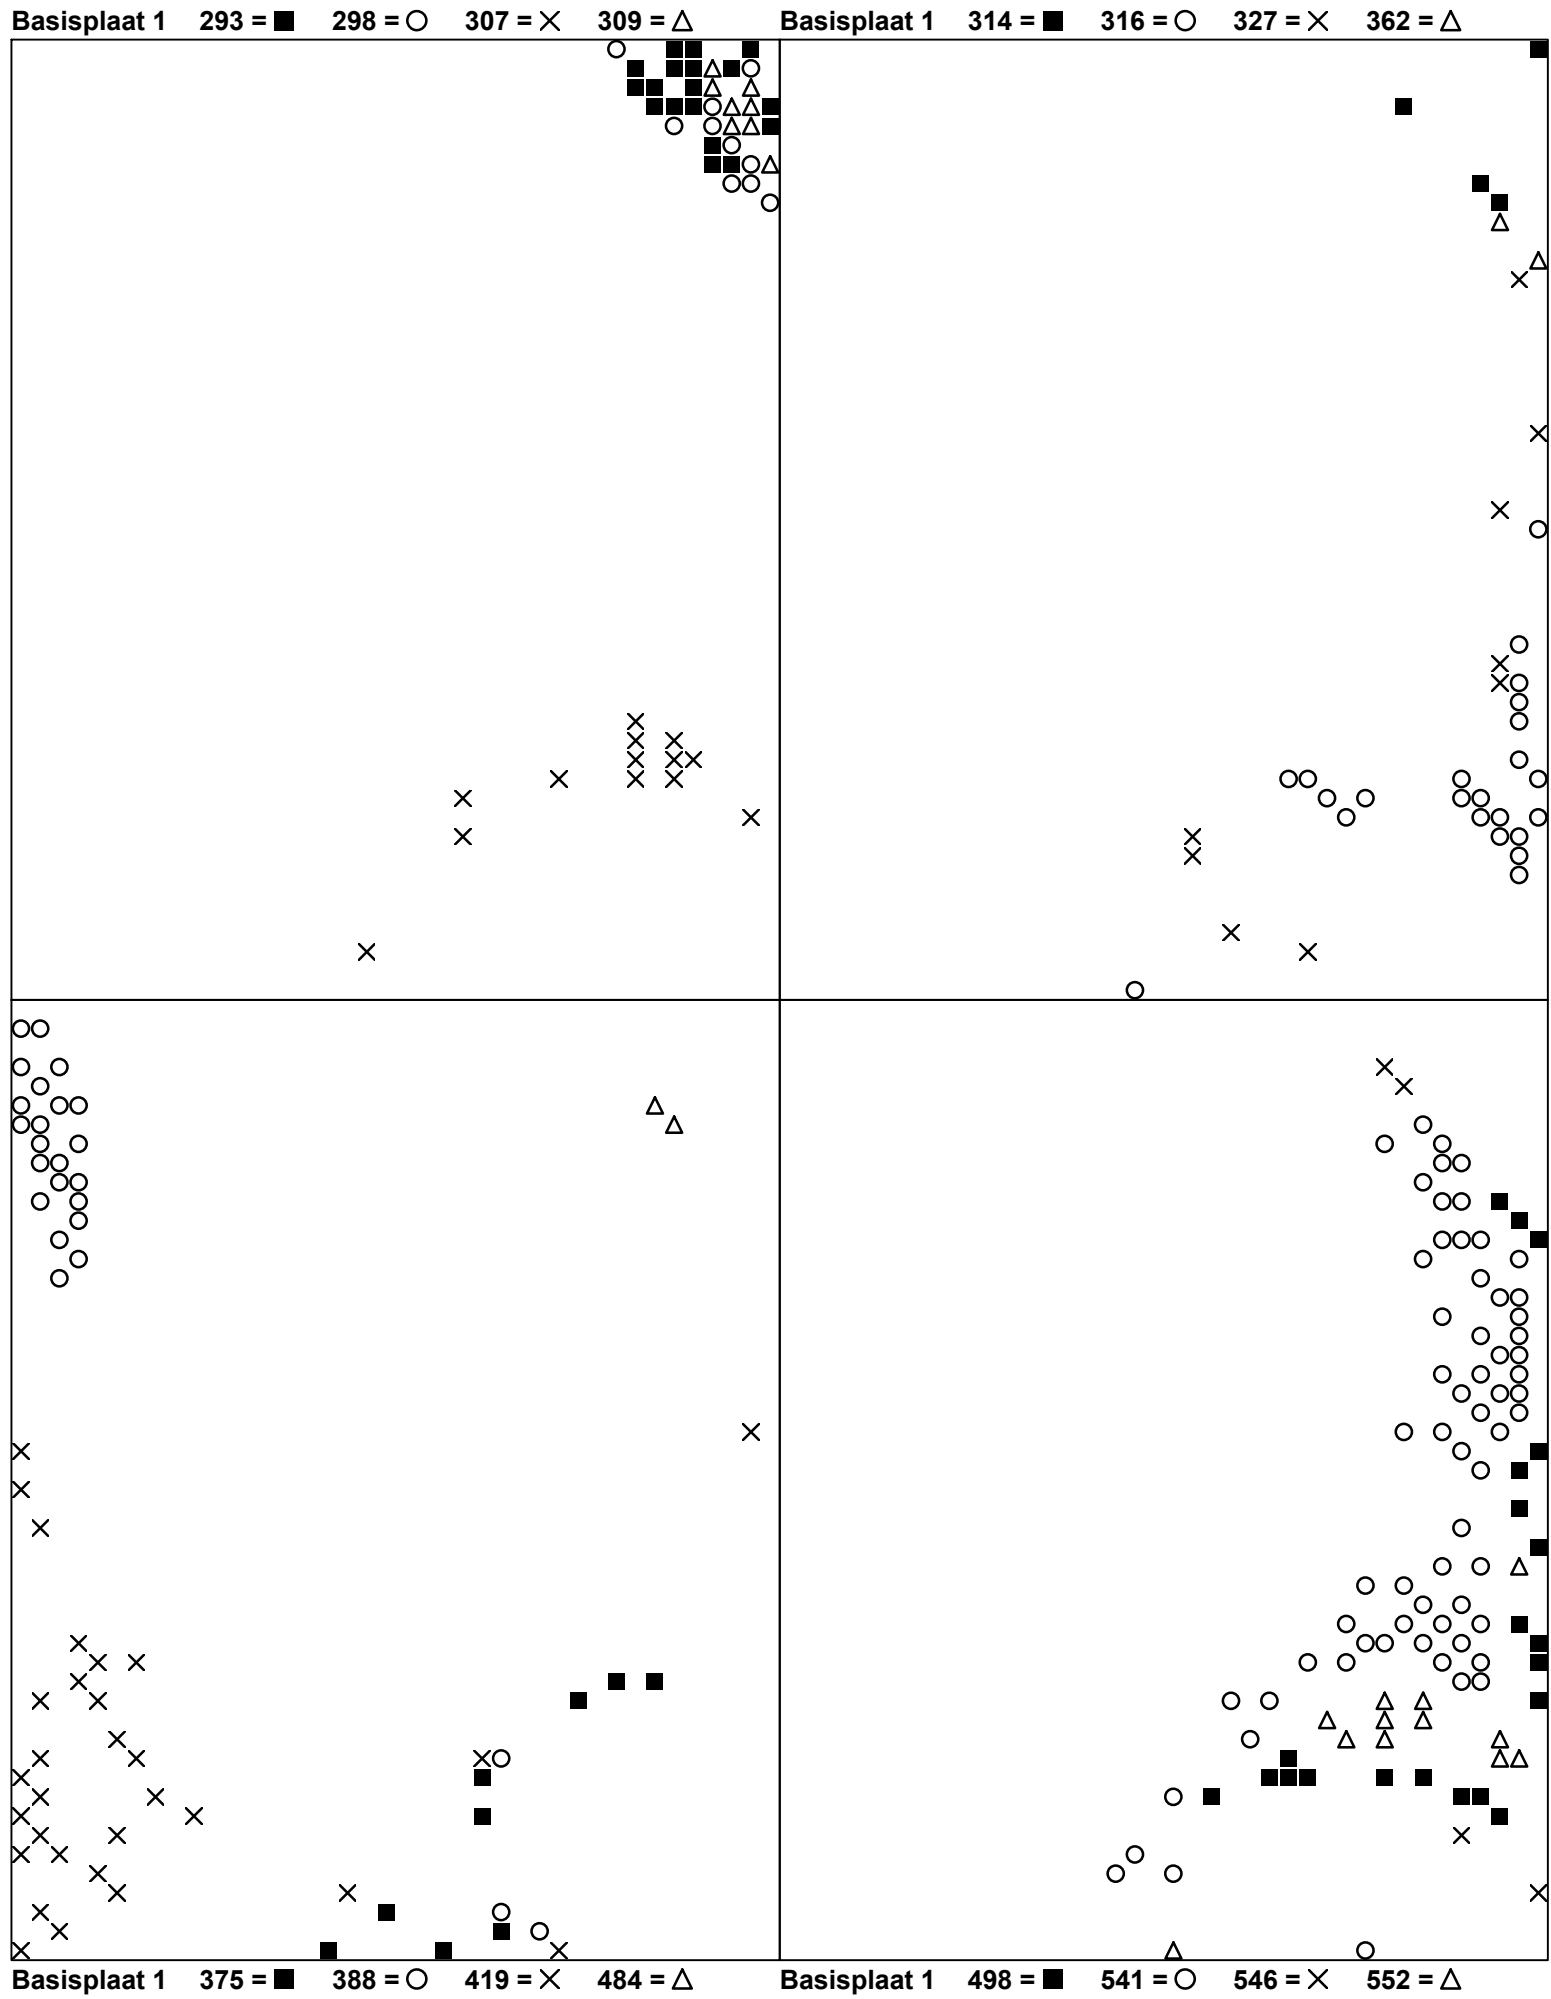 Basisplaat 1 293 = ■ 298 = ○ 307 = × 309 = △
Basisplaat 1 314 = ■ 316 = ○ 327 = × 362 = △
Basisplaat 1 375 = ■ 388 = ○ 419 = × 484 = △
Basisplaat 1 498 = ■ 541 = ○ 546 = × 552 = △